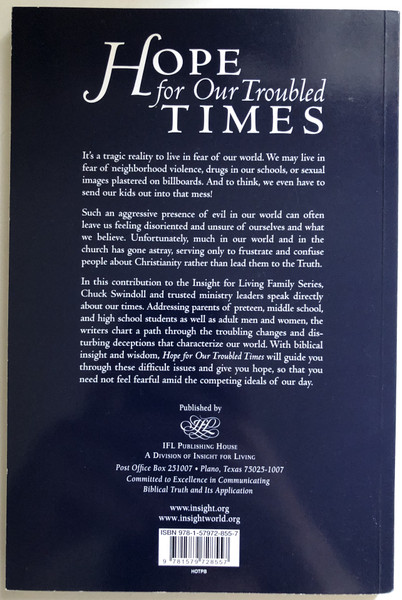 HOPE
for Our Troubled
TIMES
It's a tragic reality to live in fear of our world. We may live in
fear of neighborhood violence, drugs in our schools, or sexual
images plastered on billboards. And to think, we even have to
send our kids out into that mess!
Such an aggressive presence of evil in our world can often
leave us feeling disoriented and unsure of ourselves and what
we believe. Unfortunately, much in our world and in the
church has gone astray, serving only to frustrate and confuse
people about Christianity rather than lead them to the Truth.
In this contribution to the Insight for Living Family Series,
Chuck Swindoll and trusted ministry leaders speak directly
about our times. Addressing parents of preteen, middle school,
and high school students as well as adult men and women, the
writers chart a path through the troubling changes and dis-
turbing deceptions that characterize our world. With biblical
insight and wisdom, Hope for Our Troubled Times will guide you
through these difficult issues and give you hope, so that you
need not feel fearful amid the competing ideals of our day.
Published by
IFL
IFL PUBLISHING HOUSE
A DIVISION OF INSIGHT FOR LIVING
Post Office Box 251007 • Plano, Texas 75025-1007
Committed to Excellence in Communicating
Biblical Truth and Its Application
www.insight.org
www.insightworld.org
ISBN 978-1-57972-855-7
9 781579 728557
HOTPB